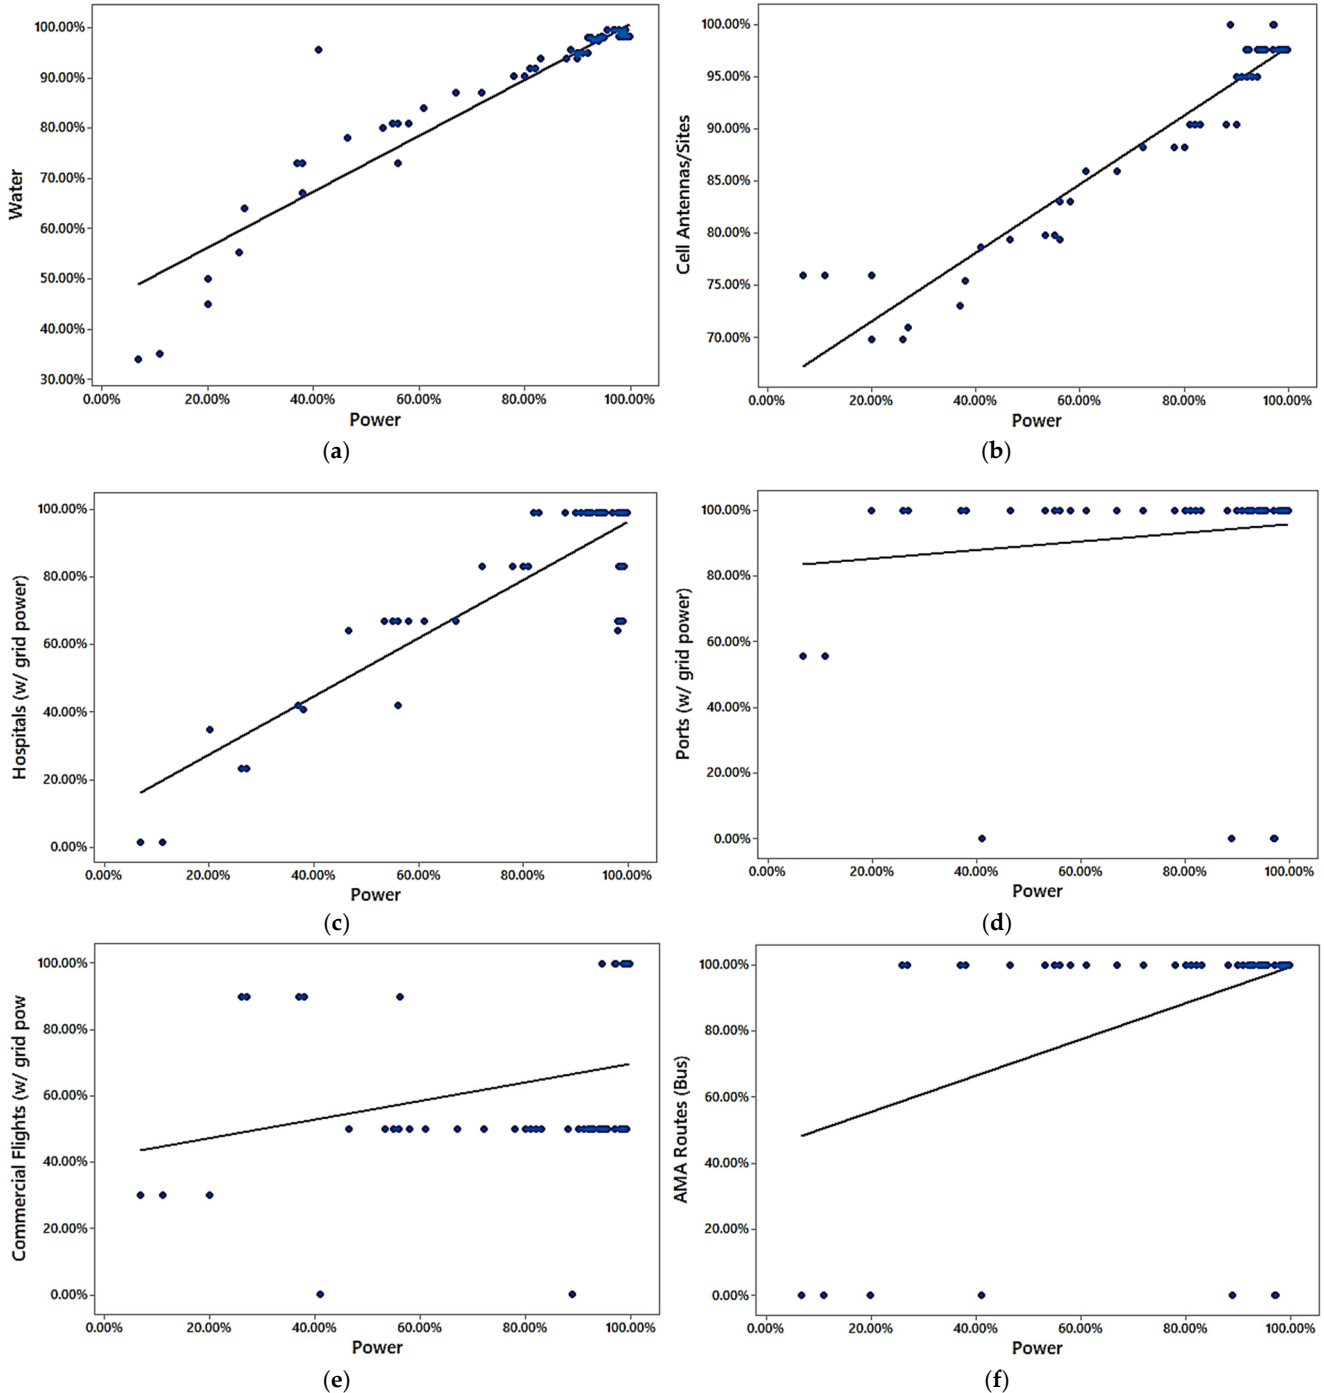 100.00%
90.00%
80.00%
70.00%
60.00%
50.00%
40.00%
30.00%
Water
0.00% 20.00% 40.00% 60.00% 80.00% 100.00%
Power
(a)
100.00%
95.00%
90.00%
85.00%
80.00%
75.00%
70.00%
Cell Antennas/Sites
0.00% 20.00% 40.00% 60.00% 80.00% 100.00%
Power
(b)
100.00%
80.00%
60.00%
40.00%
20.00%
0.00%
Hospitals (w/ grid power)
0.00% 20.00% 40.00% 60.00% 80.00% 100.00%
Power
(c)
100.00%
80.00%
60.00%
40.00%
20.00%
0.00%
Ports (w/ grid power)
0.00% 20.00% 40.00% 60.00% 80.00% 100.00%
Power
(d)
100.00%
80.00%
60.00%
40.00%
20.00%
0.00%
Commercial Flights (w/ grid pow
0.00% 20.00% 40.00% 60.00% 80.00% 100.00%
Power
(e)
100.00%
80.00%
60.00%
40.00%
20.00%
0.00%
AMA Routes (Bus)
0.00% 20.00% 40.00% 60.00% 80.00% 100.00%
Power
(f)